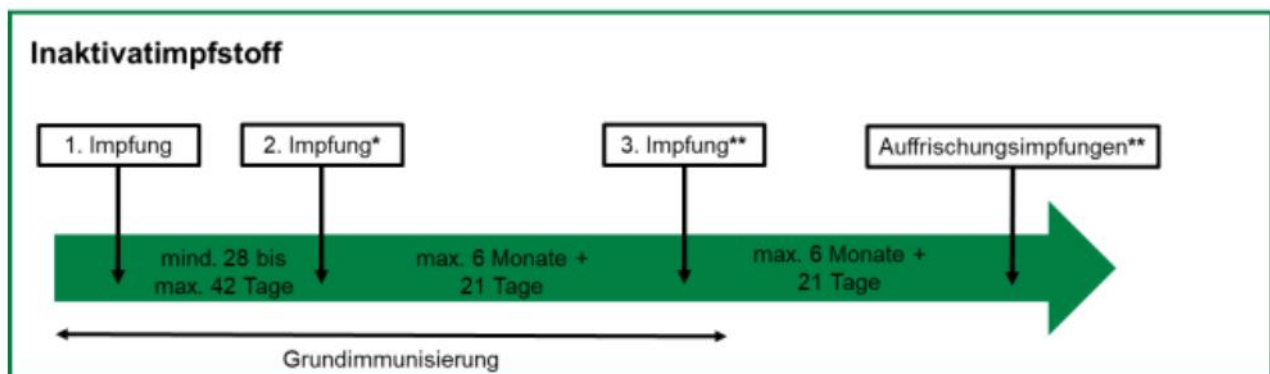 Inaktivatimpfstoff
1. Impfung
2. Impfung*
3. Impfung**
Auffrischungsimpfungen**
mind. 28 bis
max. 42 Tage
max. 6 Monate +
21 Tage
max. 6 Monate +
21 Tage
Grundimmunisierung